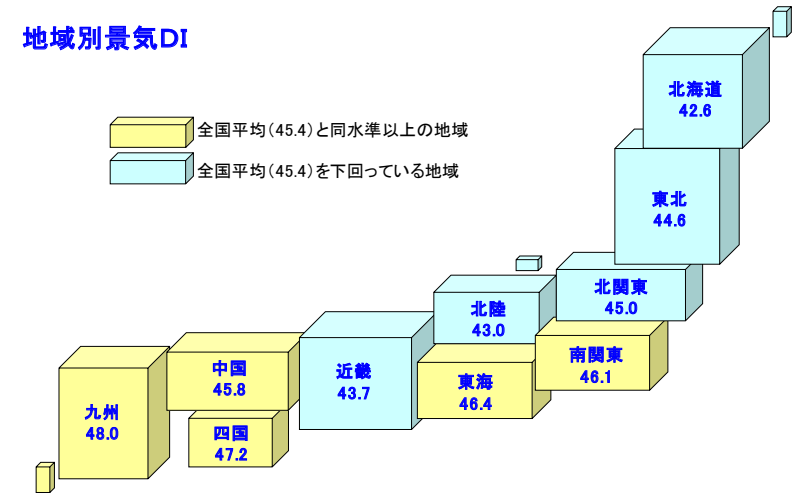 地域別景気DI
全国平均(45.4)と同水準以上の地域
全国平均(45.4)を下回っている地域
北海道
42.6
東北
44.6
北関東
45.0
北陸
43.0
南関東
46.1
東海
46.4
近畿
43.7
中国
45.8
四国
47.2
九州
48.0